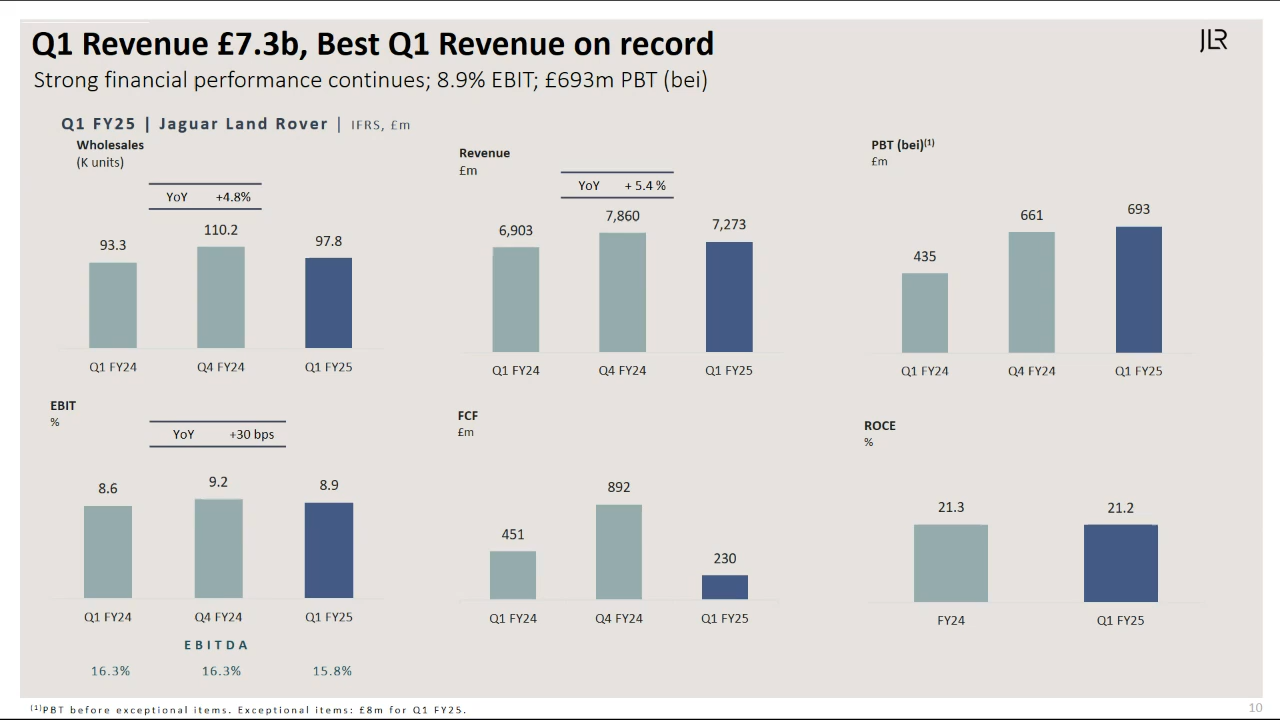 Q1 Revenue £7.3b, Best Q1 Revenue on record
JLR
Strong financial performance continues; 8.9% EBIT; £693m PBT (bei)
Q1 FY25 | Jaguar Land Rover | IFRS, £m
Wholesales
(K units)
YoY +4.8%
93.3
110.2
97.8
Q1 FY24 Q4 FY24 Q1 FY25
Revenue
£m
YoY + 5.4 %
6,903
7,860
7,273
Q1 FY24 Q4 FY24 Q1 FY25
PBT (bei)(1)
£m
435
661
693
Q1 FY24 Q4 FY24 Q1 FY25
EBIT
%
YoY +30 bps
8.6
9.2
8.9
Q1 FY24 Q4 FY24 Q1 FY25
EBITDA
16.3% 16.3% 15.8%
FCF
£m
451
892
230
Q1 FY24 Q4 FY24 Q1 FY25
ROCE
%
21.3
21.2
FY24 Q1 FY25
(1)PBT before exceptional items. Exceptional items: £8m for Q1 FY25.
10